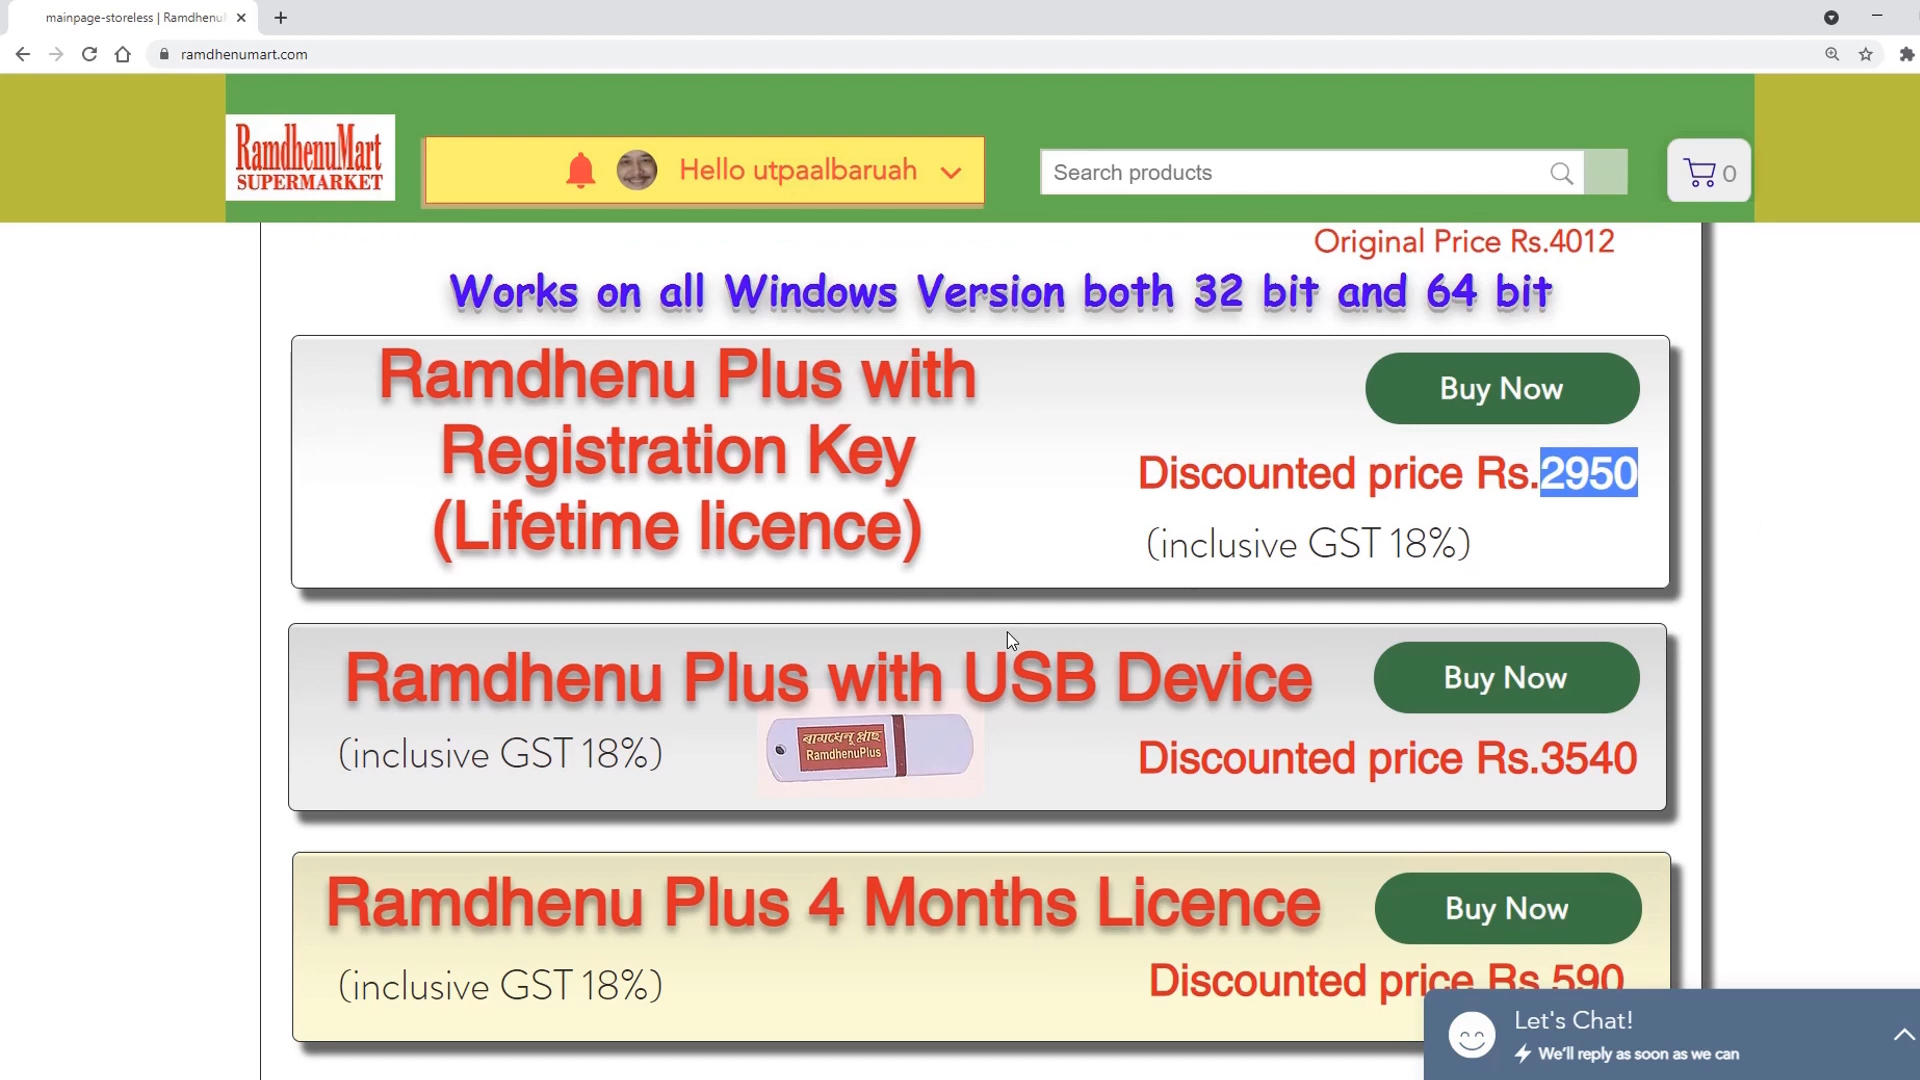 mainpage-storeless | Ramdhenu
ramdhenumart.com
RamdhenuMart
SUPERMARKET
Hello utpaalbaruah
Search products
0
Original Price Rs.4012
Works on all Windows Version both 32 bit and 64 bit
Ramdhenu Plus with
Registration Key
(Lifetime licence)
Buy Now
Discounted price Rs.2950
(inclusive GST 18%)
Ramdhenu Plus with USB Device
Buy Now
(inclusive GST 18%)
ৰামধেনু প্লাছ
RamdhenuPlus
Discounted price Rs.3540
Ramdhenu Plus 4 Months Licence
Buy Now
(inclusive GST 18%)
Discounted price Rs.590
Let's Chat!
We'll reply as soon as we can